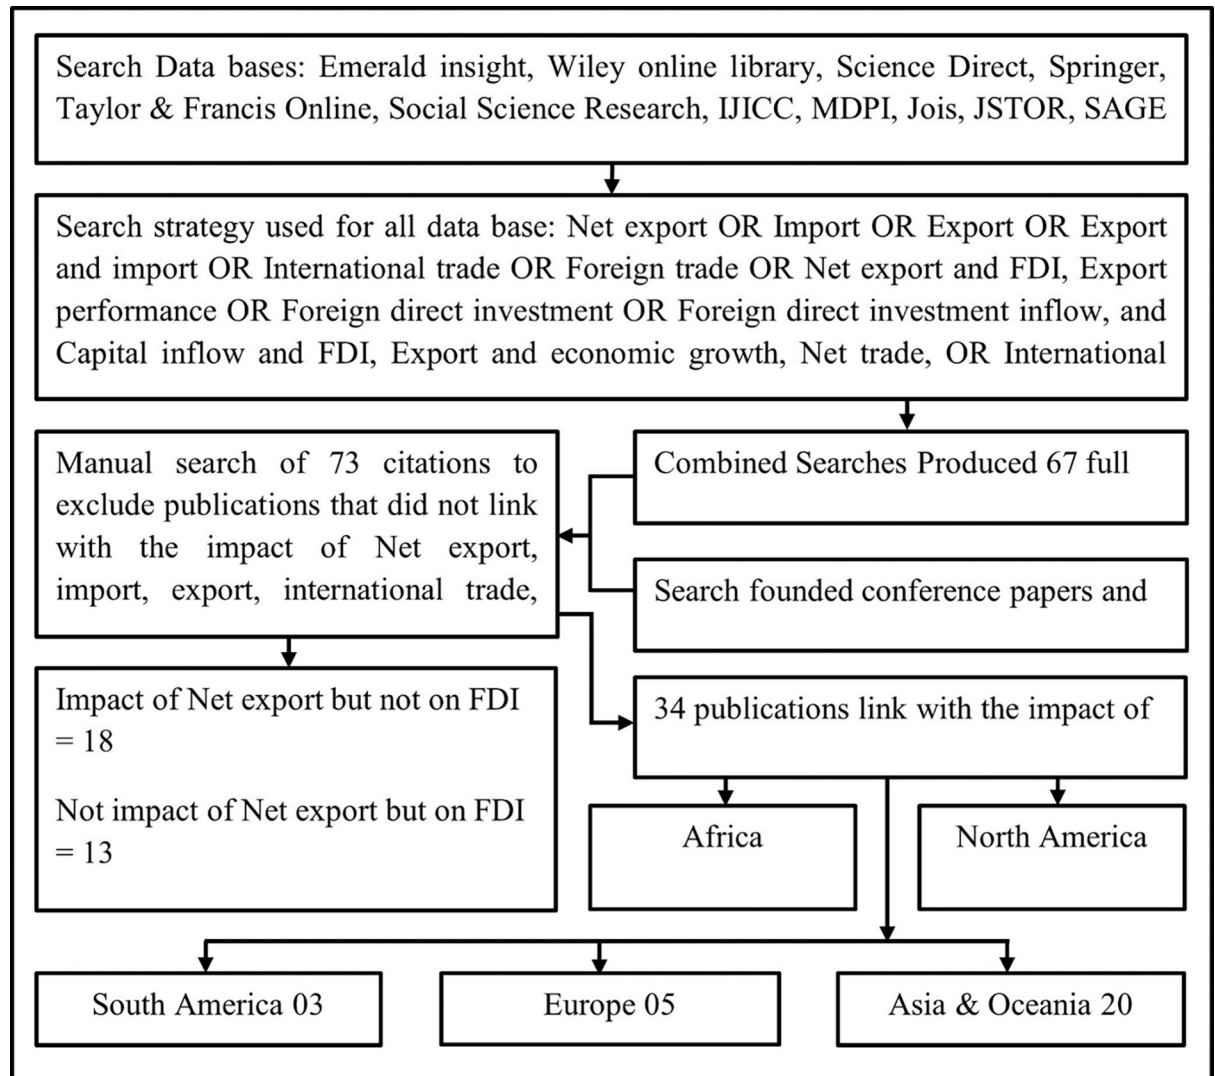 Search Data bases: Emerald insight, Wiley online library, Science Direct, Springer,
Taylor & Francis Online, Social Science Research, IJICC, MDPI, Jois, JSTOR, SAGE
Search strategy used for all data base: Net export OR Import OR Export OR Export
and import OR International trade OR Foreign trade OR Net export and FDI, Export
performance OR Foreign direct investment OR Foreign direct investment inflow, and
Capital inflow and FDI, Export and economic growth, Net trade, OR International
Combined Searches Produced 67 full
Search founded conference papers and
Manual search of 73 citations to
exclude publications that did not link
with the impact of Net export,
import, export, international trade,
Impact of Net export but not on FDI
= 18
Not impact of Net export but on FDI
= 13
34 publications link with the impact of
Africa
North America
South America 03
Europe 05
Asia & Oceania 20